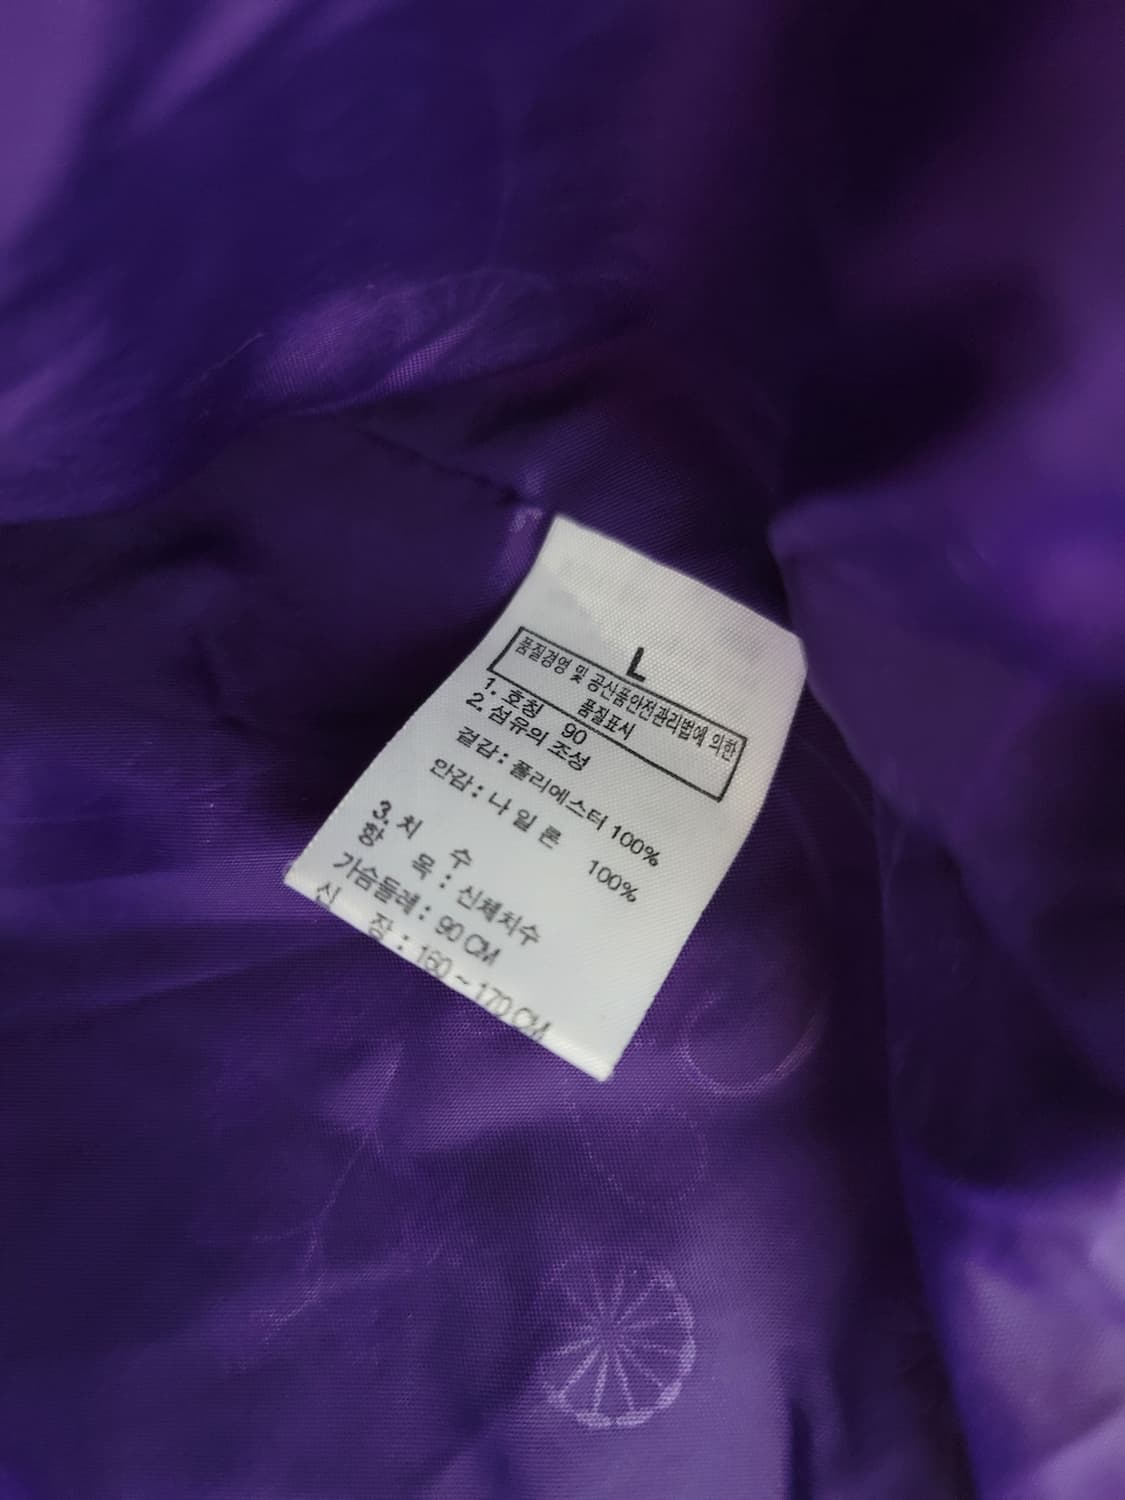 L
품질경영 및 공산품안전관리법에 의한
품질표시
1. 호칭 90
2. 섬유의 조성
겉감 : 폴리에스터 100%
안감 : 나 일 론 100%
3. 치 수
항 목 : 신체치수
가슴둘레 : 90 CM
신 장 : 160 ~ 170 CM